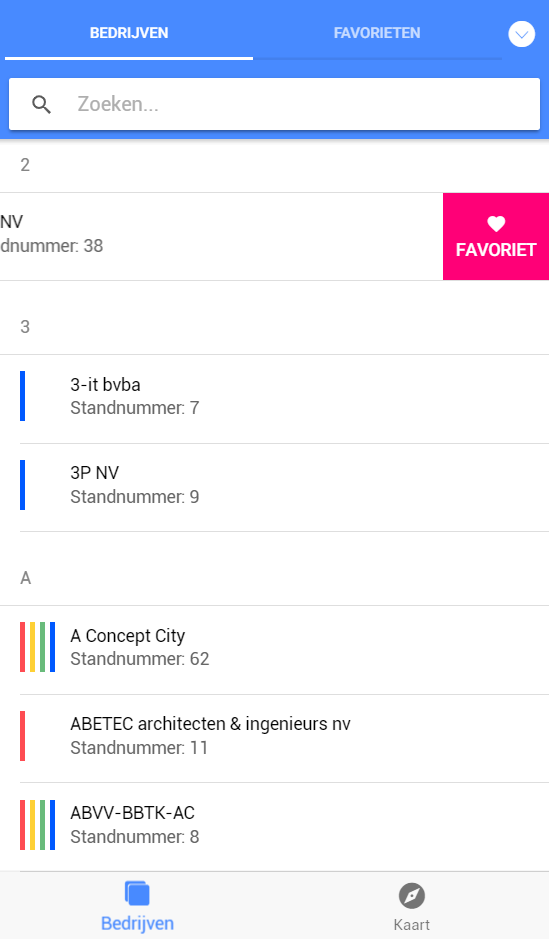 BEDRIJVEN
FAVORIETEN
Zoeken...
2
NV
dnummer: 38
FAVORIET
3
3-it bvba
Standnummer: 7
3P NV
Standnummer: 9
A
A Concept City
Standnummer: 62
ABETEC architecten & ingenieurs nv
Standnummer: 11
ABVV-BBTK-AC
Standnummer: 8
Bedrijven
Kaart